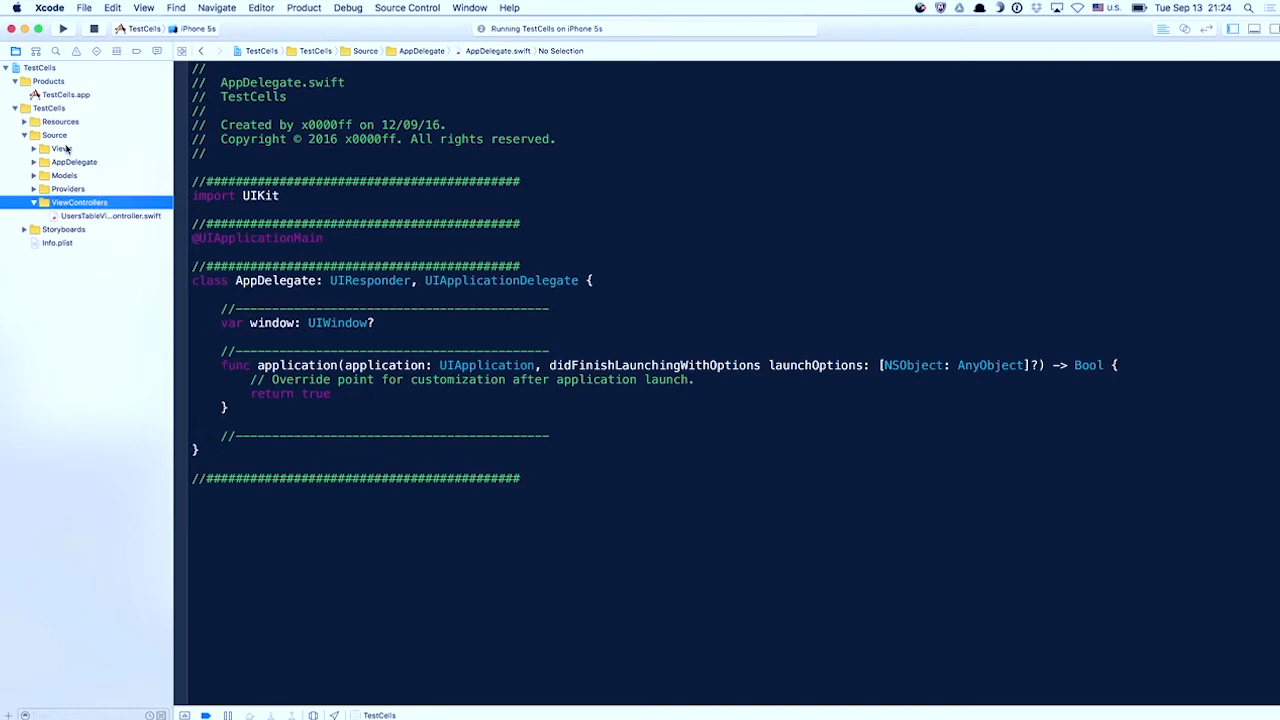 Xcode File Edit View Find Navigate Editor Product Debug Source Control Window Help U.S. Tue Sep 13 21:24
TestCells iPhone 5s Running TestCells on iPhone 5s
TestCells TestCells Source AppDelegate AppDelegate.swift No Selection
TestCells
Products
TestCells.app
TestCells
Resources
Source
Views
AppDelegate
Models
Providers
ViewControllers
UsersTableVi...ontroller.swift
Storyboards
Info.plist
//
// AppDelegate.swift
// TestCells
//
// Created by x0000ff on 12/09/16.
// Copyright © 2016 x0000ff. All rights reserved.
//
//###########################################
import UIKit
//###########################################
@UIApplicationMain
//###########################################
class AppDelegate: UIResponder, UIApplicationDelegate {
//-------------------------------------------
var window: UIWindow?
//-------------------------------------------
func application(application: UIApplication, didFinishLaunchingWithOptions launchOptions: [NSObject: AnyObject]?) -> Bool {
// Override point for customization after application launch.
return true
}
//-------------------------------------------
}
//###########################################
TestCells